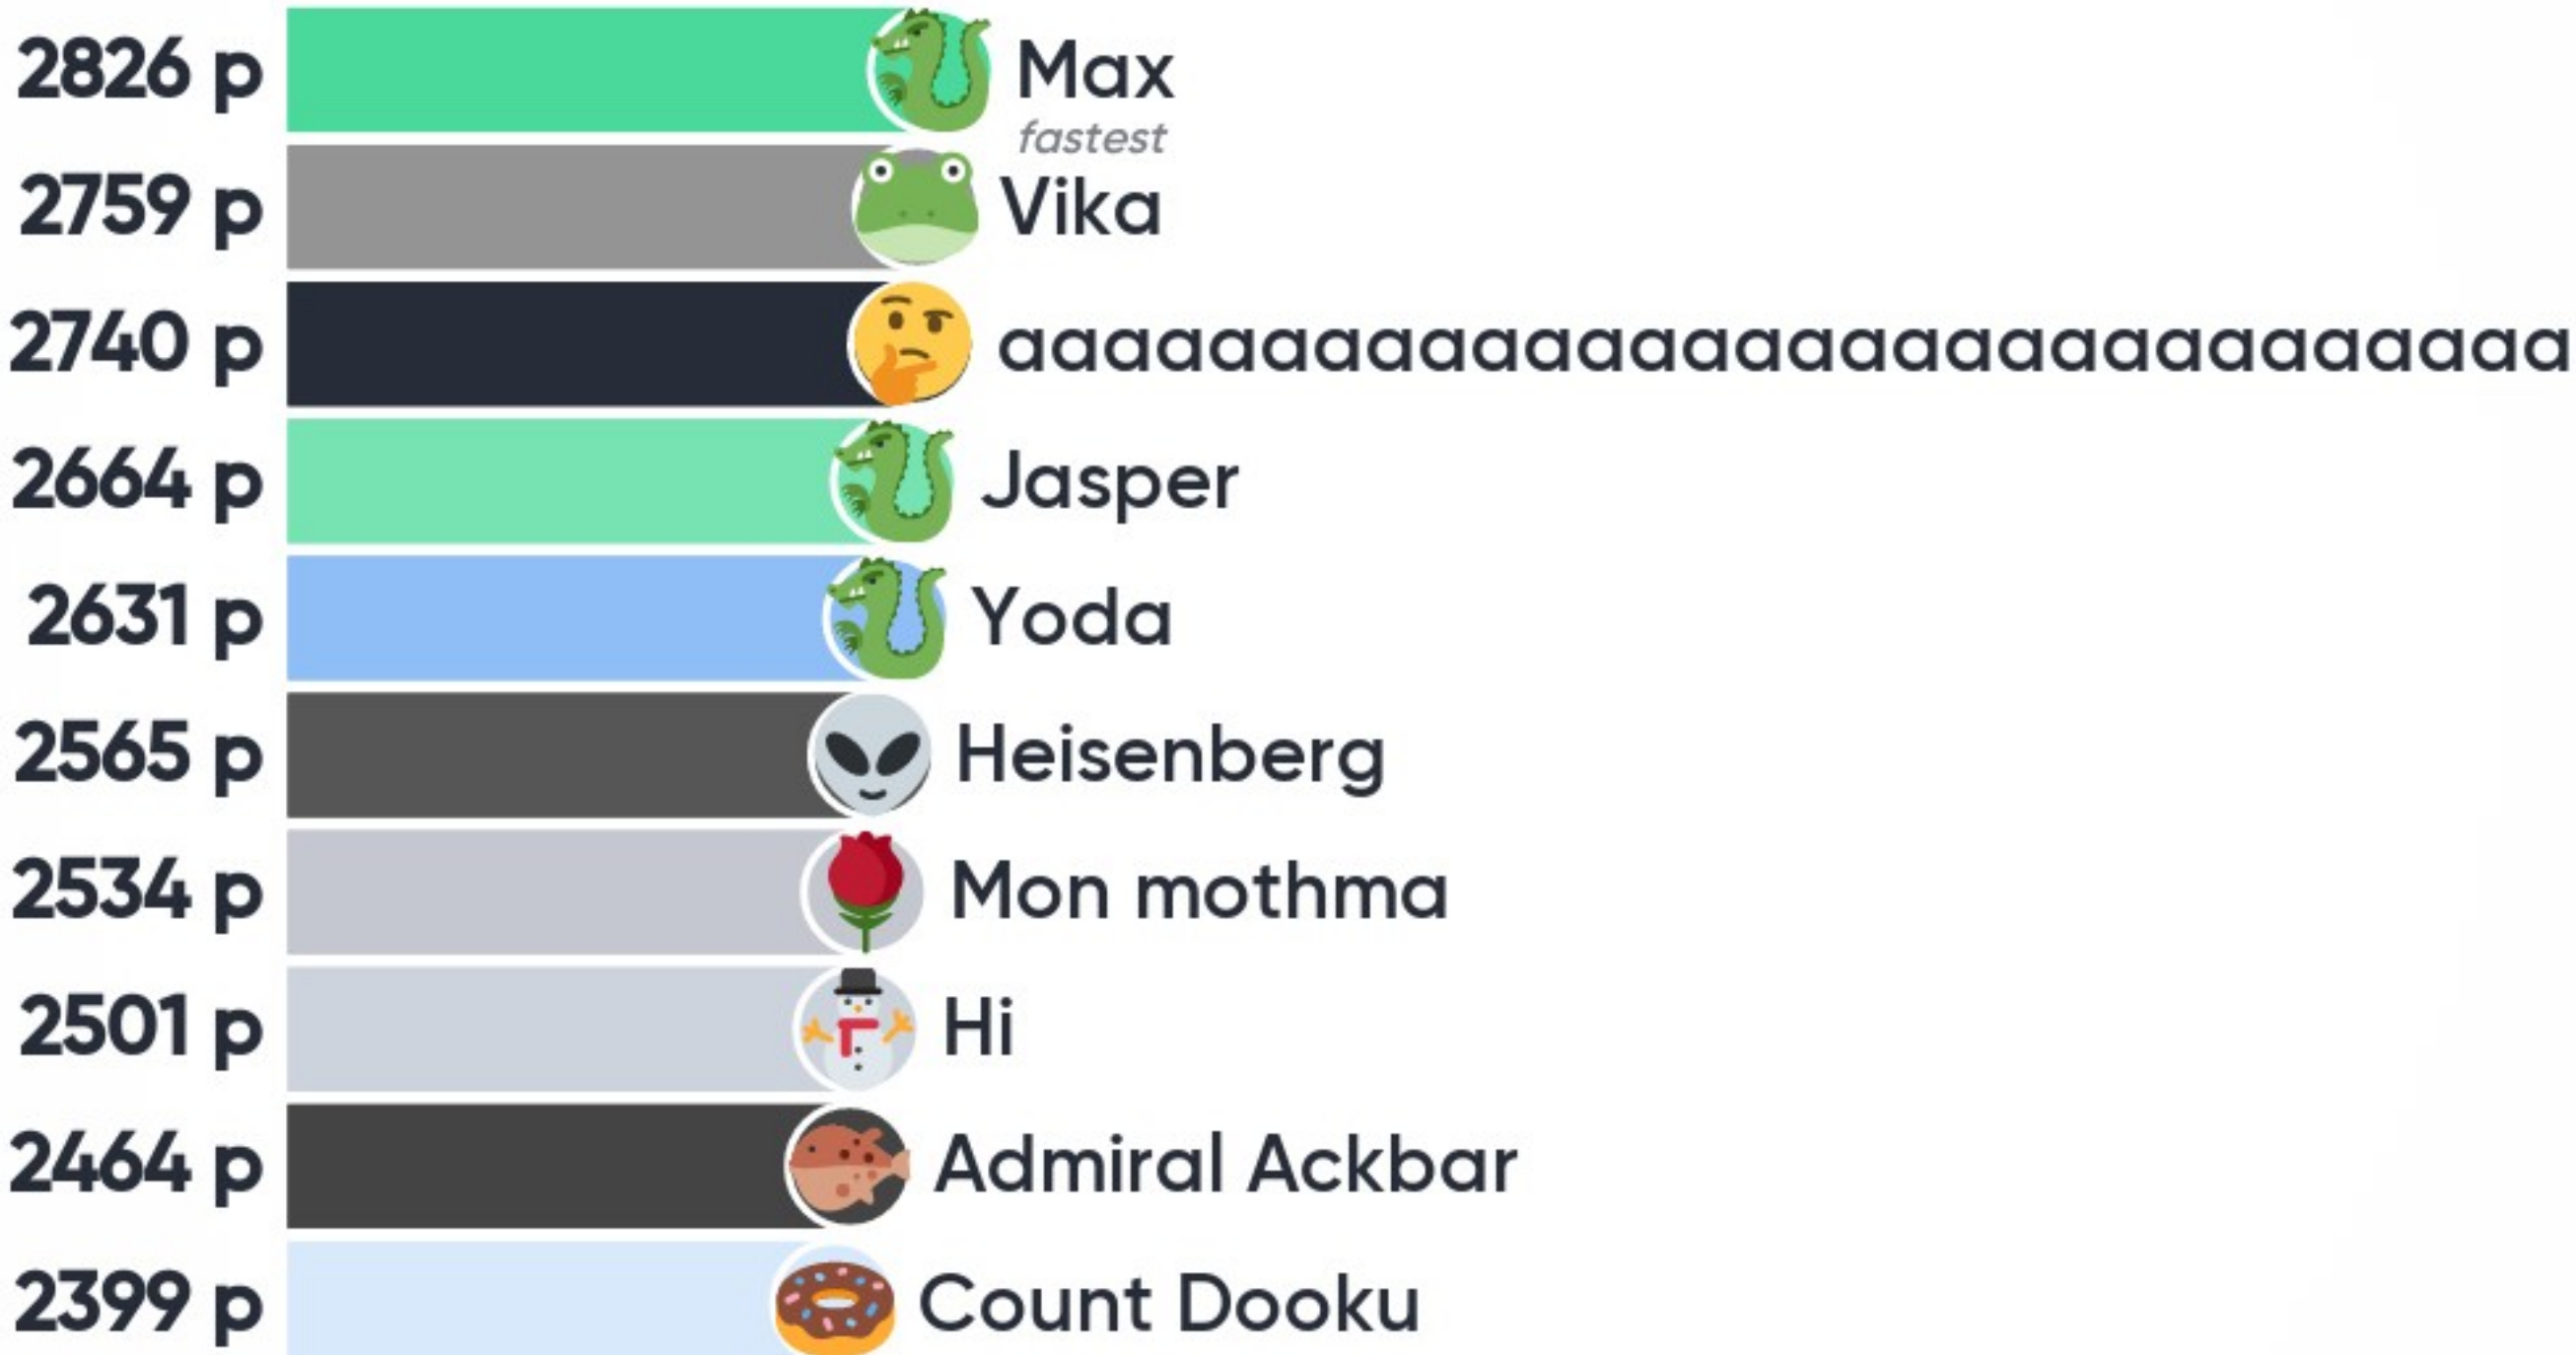 2826 p Max
fastest
2759 p Vika
2740 p aaaaaaaaaaaaaaaaaaaaaaaaaaaaaa
2664 p Jasper
2631 p Yoda
2565 p Heisenberg
2534 p Mon mothma
2501 p Hi
2464 p Admiral Ackbar
2399 p Count Dooku